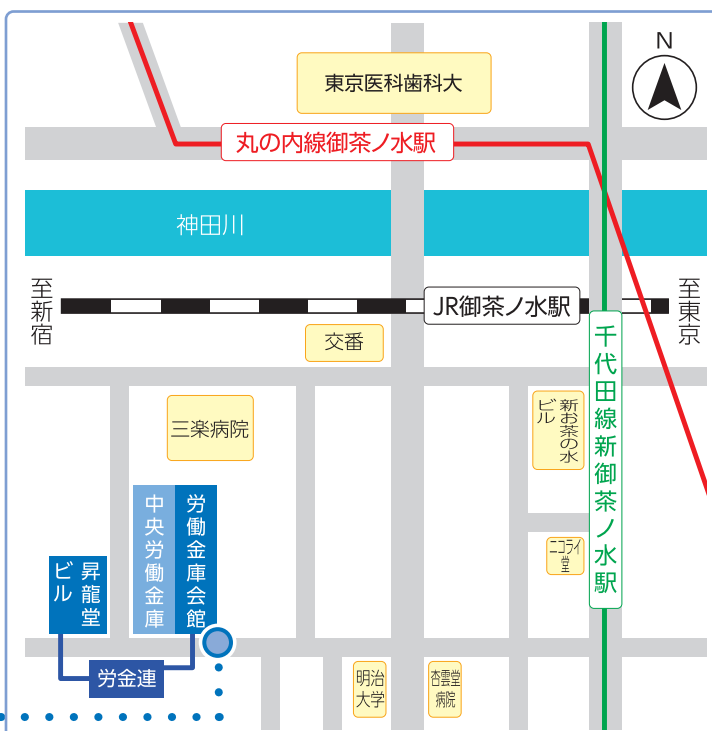 N
東京医科歯科大
丸の内線御茶ノ水駅
神田川
至新宿
JR御茶ノ水駅
至東京
交番
千代田線新御茶ノ水駅
三楽病院
新お茶の水
ビル
中央労働金庫
労働金庫会館
ニコライ
堂
昇龍堂
ビル
労金連
明治
大学
杏雲堂
病院